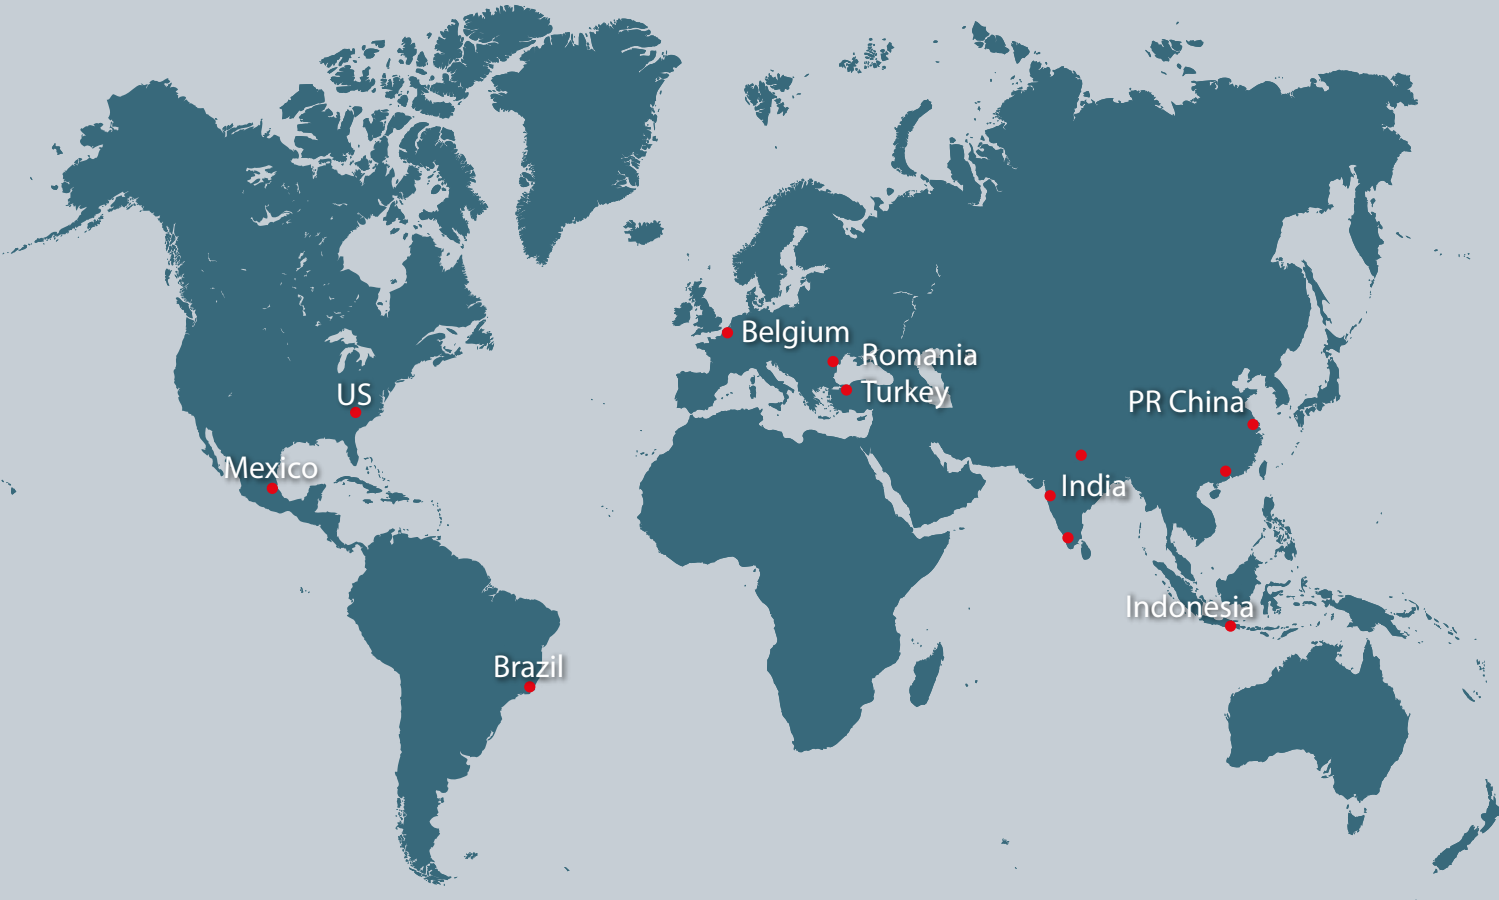 Belgium
Romania
US
Turkey
PR China
Mexico
India
Indonesia
Brazil